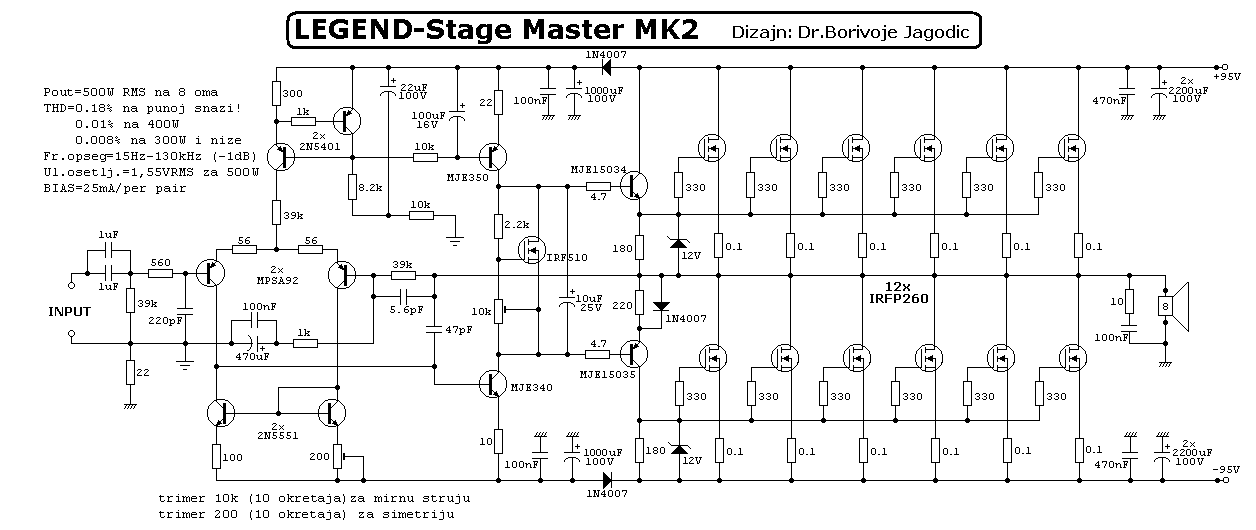 LEGEND-Stage Master MK2 Dizajn: Dr.Borivoje Jagodic
Pout=500W RMS na 8 oma
THD=0.18% na punoj snazi!
0.01% na 400W
0.008% na 300W i nize
Fr.opseg=15Hz-130kHz (-1dB)
Ul.osetlj.=1,55VRMS za 500W
BIAS=25mA/per pair
300
1k
2x
2N5401
22uF
100V
100uF
16V
22
100nF
1000uF
100V
1N4007
470nF
2x
2200uF
100V
+95V
10k
MJE350
8.2k
10k
39k
MJE15034
4.7
330
330
330
330
330
330
2.2k
IRF510
180
12V
0.1
0.1
0.1
0.1
0.1
0.1
1uF
1uF
560
56
56
2x
MPSA92
39k
5.6pF
INPUT
39k
220pF
100nF
470uF
1k
47pF
10k
10uF
25V
220
1N4007
12x
IRFP260
10
100nF
8
22
4.7
MJE15035
MJE340
330
330
330
330
330
330
2x
2N5551
100
200
10
100nF
1000uF
100V
1N4007
180
12V
0.1
0.1
0.1
0.1
0.1
0.1
470nF
2x
2200uF
100V
-95V
trimer 10k (10 okretaja)za mirnu struju
trimer 200 (10 okretaja) za simetriju